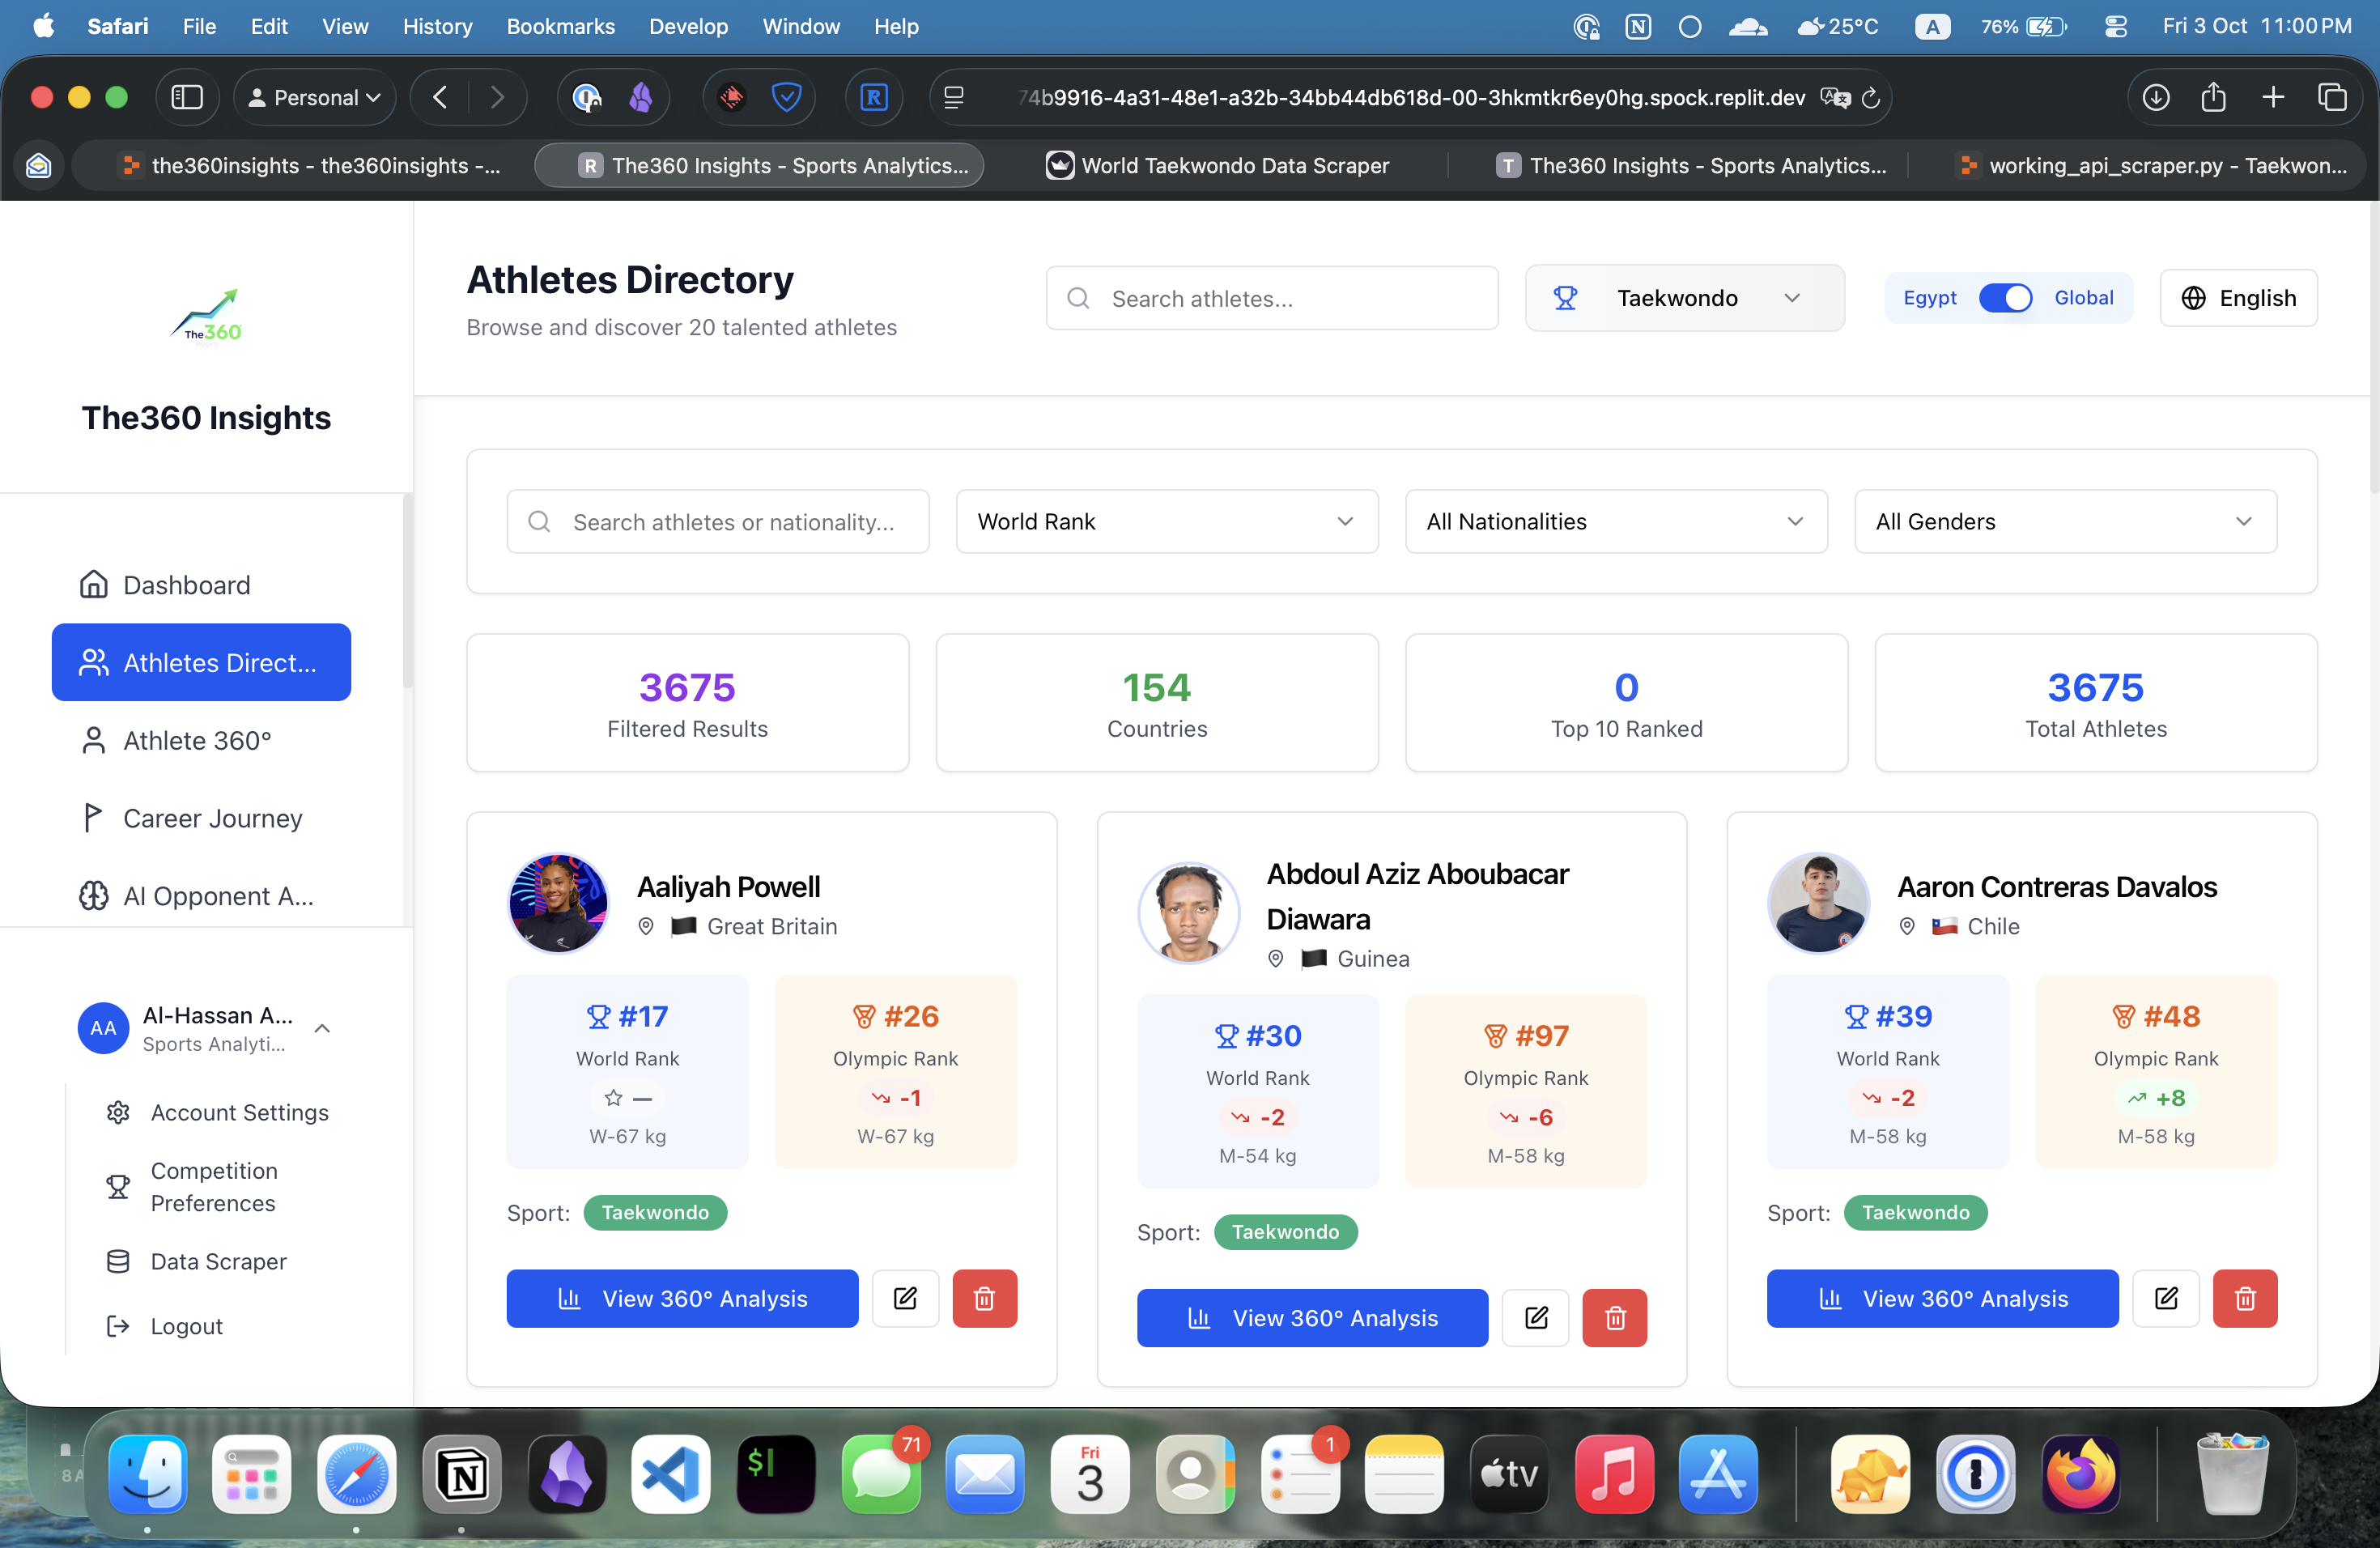 Safari File Edit View History Bookmarks Develop Window Help 25°C A 76% Fri 3 Oct 11:00 PM
Personal 74b9916-4a31-48e1-a32b-34bb44db618d-00-3hkmtkr6ey0hg.spock.replit.dev
the360insights - the360insights -... R The360 Insights - Sports Analytics... World Taekwondo Data Scraper T The360 Insights - Sports Analytics... working_api_scraper.py - Taekwon...
The360
The360 Insights
Dashboard
Athletes Direct...
Athlete 360°
Career Journey
AI Opponent A...
AA
Al-Hassan A...
Sports Analyti...
Account Settings
Competition
Preferences
Data Scraper
Logout
Athletes Directory
Browse and discover 20 talented athletes
Search athletes...
Taekwondo
Egypt Global
English
Search athletes or nationality...
World Rank
All Nationalities
All Genders
3675
Filtered Results
154
Countries
0
Top 10 Ranked
3675
Total Athletes
Aaliyah Powell
Great Britain
#17
World Rank
—
W-67 kg
#26
Olympic Rank
-1
W-67 kg
Sport: Taekwondo
View 360° Analysis
Abdoul Aziz Aboubacar
Diawara
Guinea
#30
World Rank
-2
M-54 kg
#97
Olympic Rank
-6
M-58 kg
Sport: Taekwondo
View 360° Analysis
Aaron Contreras Davalos
Chile
#39
World Rank
-2
M-58 kg
#48
Olympic Rank
+8
M-58 kg
Sport: Taekwondo
View 360° Analysis
71
Fri
3
1
tv